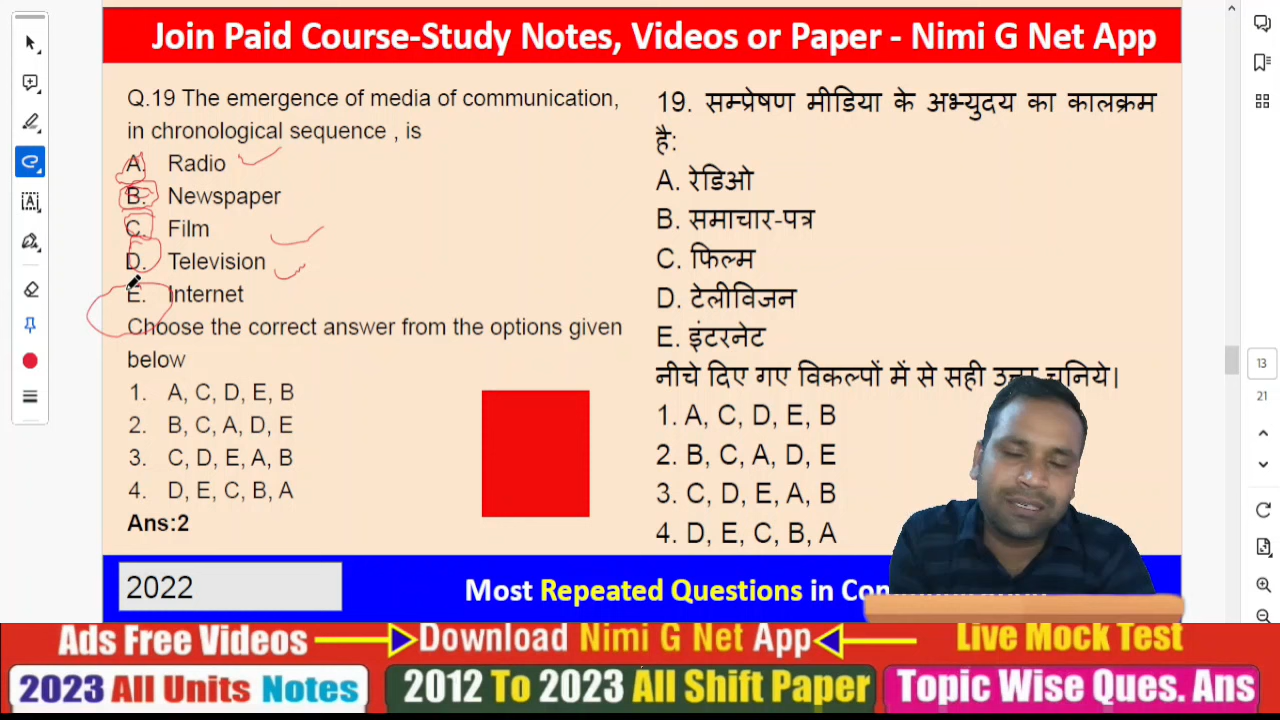 Join Paid Course-Study Notes, Videos or Paper - Nimi G Net App
Q.19 The emergence of media of communication,
in chronological sequence , is
A. Radio
B. Newspaper
C. Film
D. Television
E. Internet
Choose the correct answer from the options given
below
1. A, C, D, E, B
2. B, C, A, D, E
3. C, D, E, A, B
4. D, E, C, B, A
Ans:2
19. सम्प्रेषण मीडिया के अभ्युदय का कालक्रम
है:
A. रेडिओ
B. समाचार-पत्र
C. फिल्म
D. टेलीविजन
E. इंटरनेट
नीचे दिए गए विकल्पों में से सही उत्तर चुनिये।
1. A, C, D, E, B
2. B, C, A, D, E
3. C, D, E, A, B
4. D, E, C, B, A
13
21
2022
Most Repeated Questions in
Ads Free Videos
Download Nimi G Net App
Live Mock Test
2023 All Units Notes
2012 To 2023 All Shift Paper
Topic Wise Ques. Ans